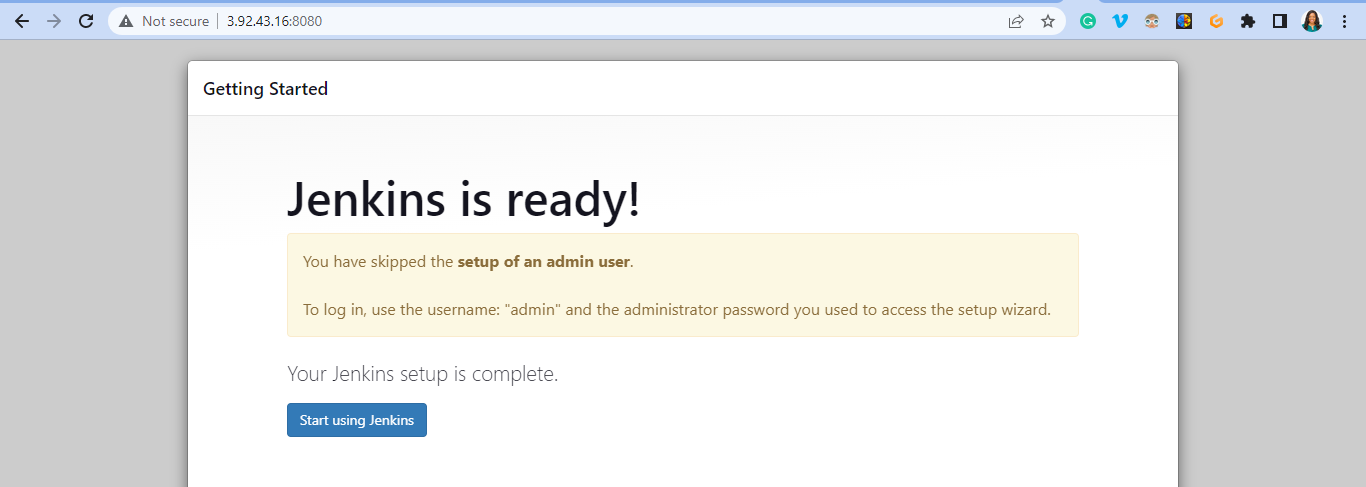 Not secure 3.92.43.16:8080
Getting Started
Jenkins is ready!
You have skipped the setup of an admin user.
To log in, use the username: "admin" and the administrator password you used to access the setup wizard.
Your Jenkins setup is complete.
Start using Jenkins